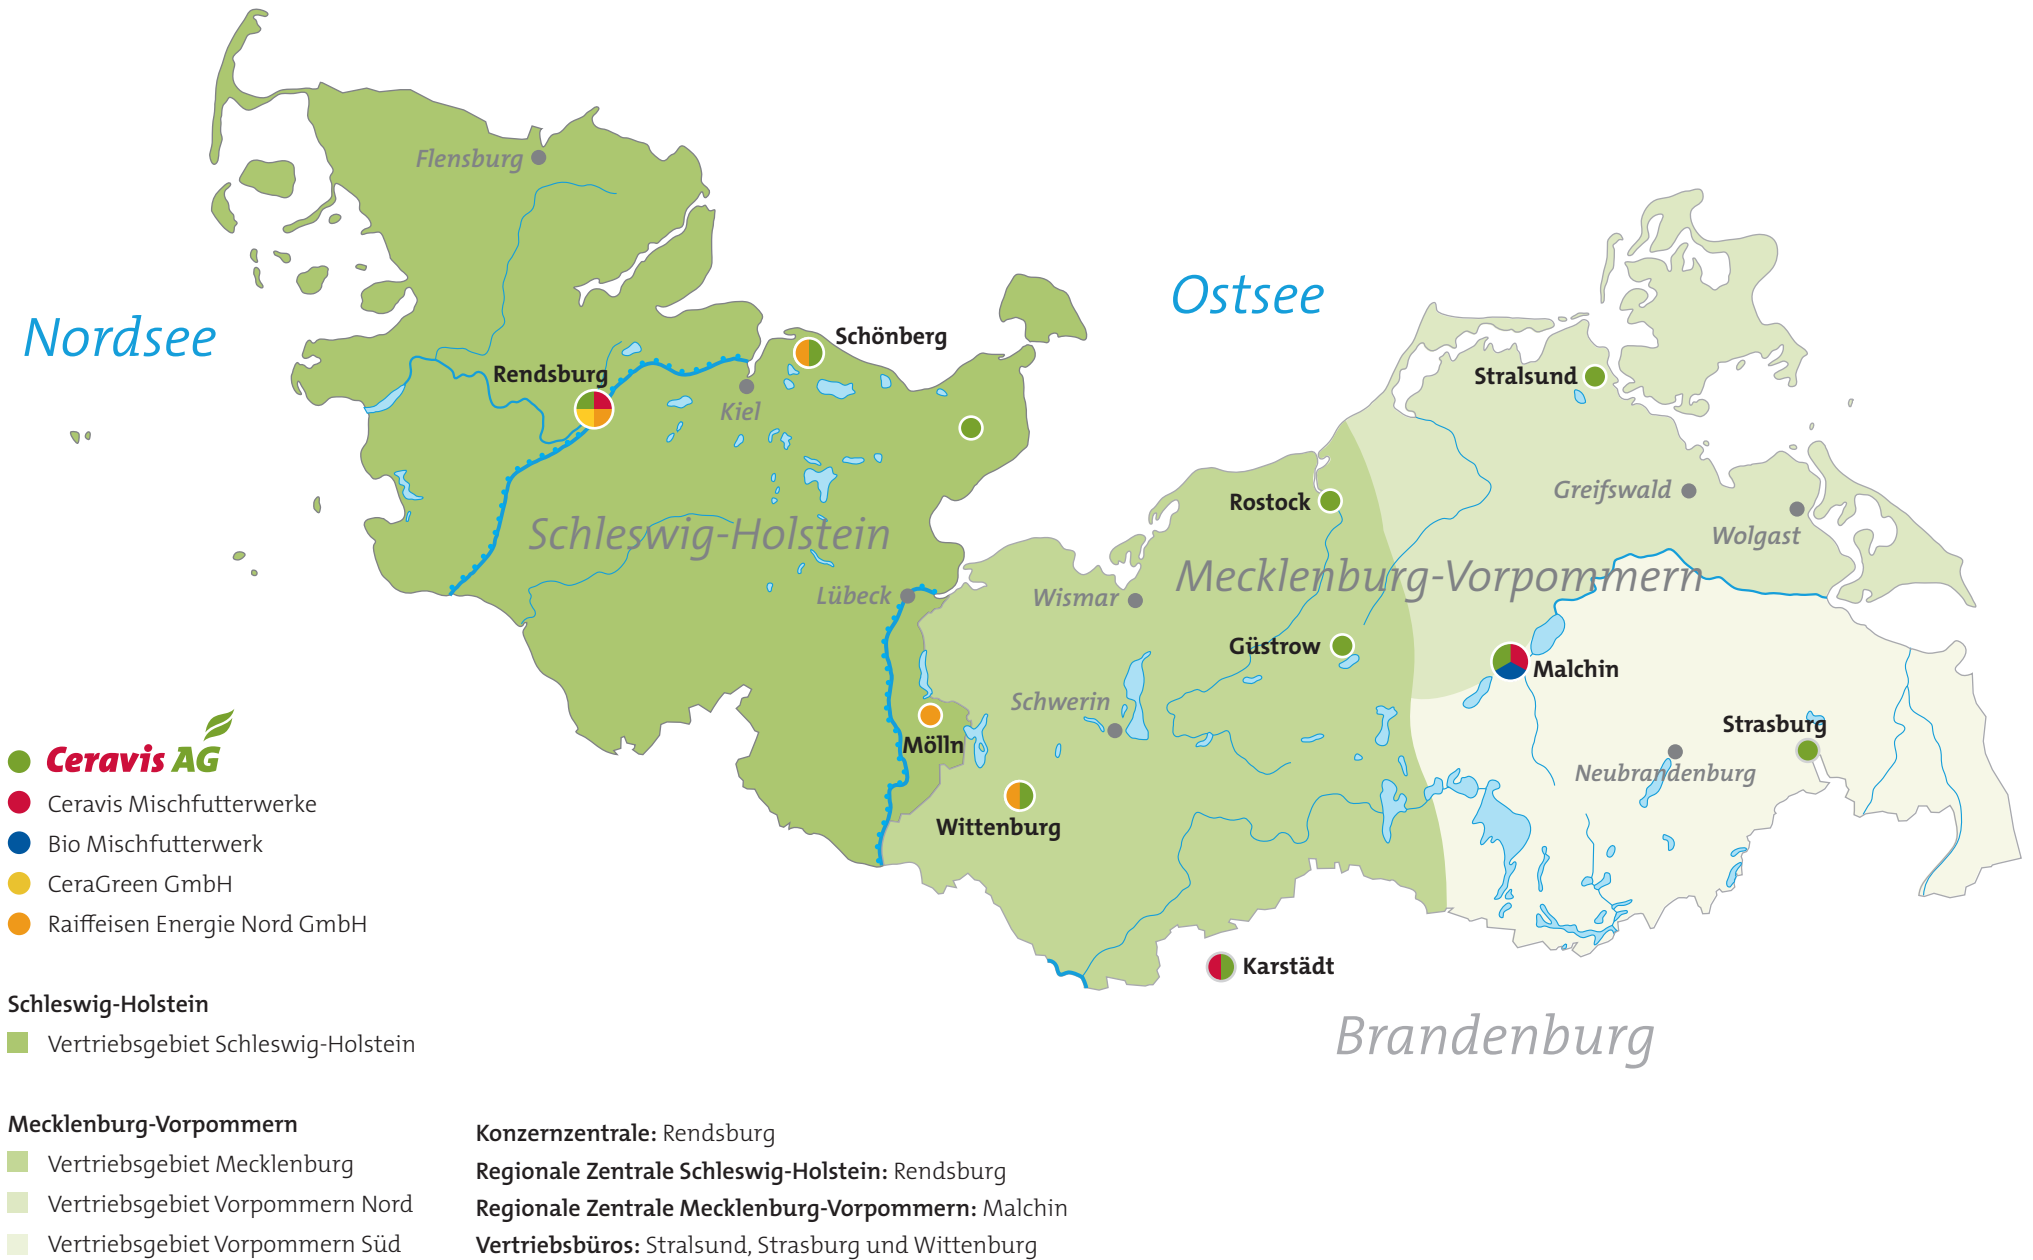 Flensburg
Nordsee
Ostsee
Schönberg
Rendsburg
Kiel
Stralsund
Rostock
Greifswald
Wolgast
Schleswig-Holstein
Mecklenburg-Vorpommern
Lübeck
Wismar
Güstrow
Malchin
Schwerin
Mölln
Strasburg
Neubrandenburg
Wittenburg
Karstädt
Brandenburg
Ceravis AG
Ceravis Mischfutterwerke
Bio Mischfutterwerk
CeraGreen GmbH
Raiffeisen Energie Nord GmbH
Schleswig-Holstein
Vertriebsgebiet Schleswig-Holstein
Mecklenburg-Vorpommern
Vertriebsgebiet Mecklenburg
Vertriebsgebiet Vorpommern Nord
Vertriebsgebiet Vorpommern Süd
Konzernzentrale: Rendsburg
Regionale Zentrale Schleswig-Holstein: Rendsburg
Regionale Zentrale Mecklenburg-Vorpommern: Malchin
Vertriebsbüros: Stralsund, Strasburg und Wittenburg